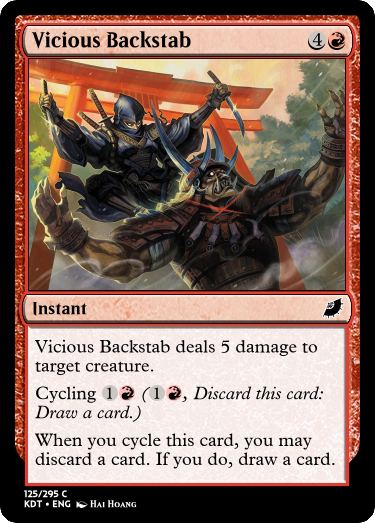 Vicious Backstab 4
Instant
Vicious Backstab deals 5 damage to
target creature.
Cycling 1 (1, Discard this card:
Draw a card.)
When you cycle this card, you may
discard a card. If you do, draw a card.
125/295 C
KDT • ENG Hai Hoang